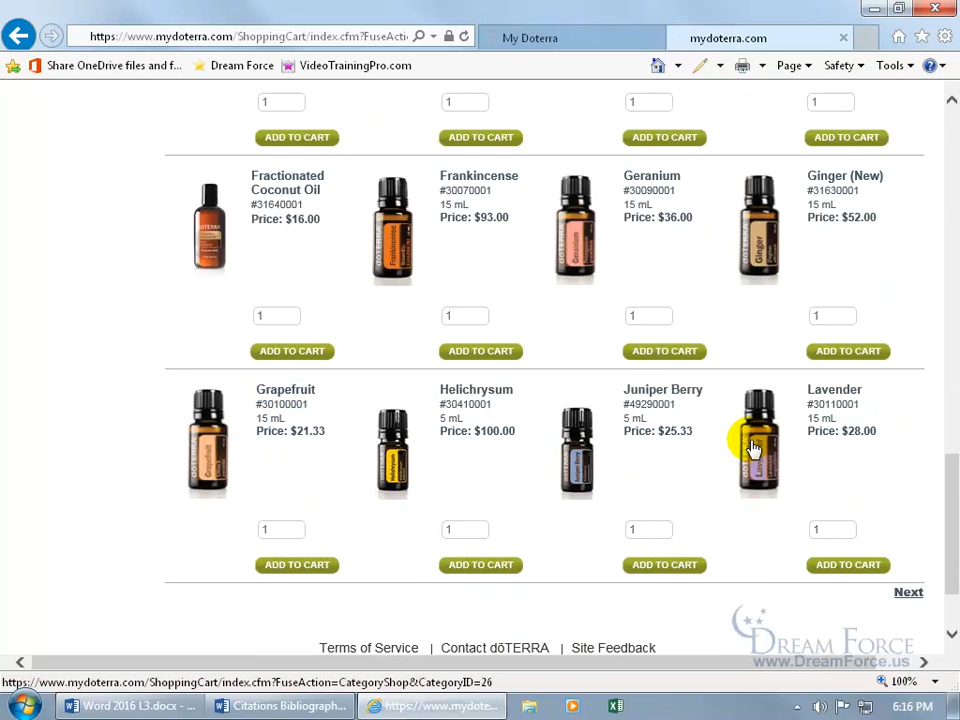 https://www.mydoterra.com/ShoppingCart/index.cfm?FuseActi
My Doterra
mydoterra.com
Share OneDrive files and f...
Dream Force
VideoTrainingPro.com
Page
Safety
Tools
1 1 1 1
ADD TO CART ADD TO CART ADD TO CART ADD TO CART
Fractionated
Coconut Oil
#31640001
Price: $16.00
Frankincense
#30070001
15 mL
Price: $93.00
Geranium
#30090001
15 mL
Price: $36.00
Ginger (New)
#31630001
15 mL
Price: $52.00
dōTERRA
Frankincense
Geranium
Ginger
1 1 1 1
ADD TO CART ADD TO CART ADD TO CART ADD TO CART
Grapefruit
#30100001
15 mL
Price: $21.33
Helichrysum
#30410001
5 mL
Price: $100.00
Juniper Berry
#49290001
5 mL
Price: $25.33
Lavender
#30110001
15 mL
Price: $28.00
Grapefruit
Helichrysum
Juniper Berry
1 1 1 1
ADD TO CART ADD TO CART ADD TO CART ADD TO CART
Next
Terms of Service | Contact dōTERRA | Site Feedback
DREAM FORCE
www.DreamForce.us
https://www.mydoterra.com/ShoppingCart/index.cfm?FuseAction=CategoryShop&CategoryID=26
100%
Word 2016 L3.docx - ...
Citations Bibliograph...
https://www.mydote...
6:16 PM